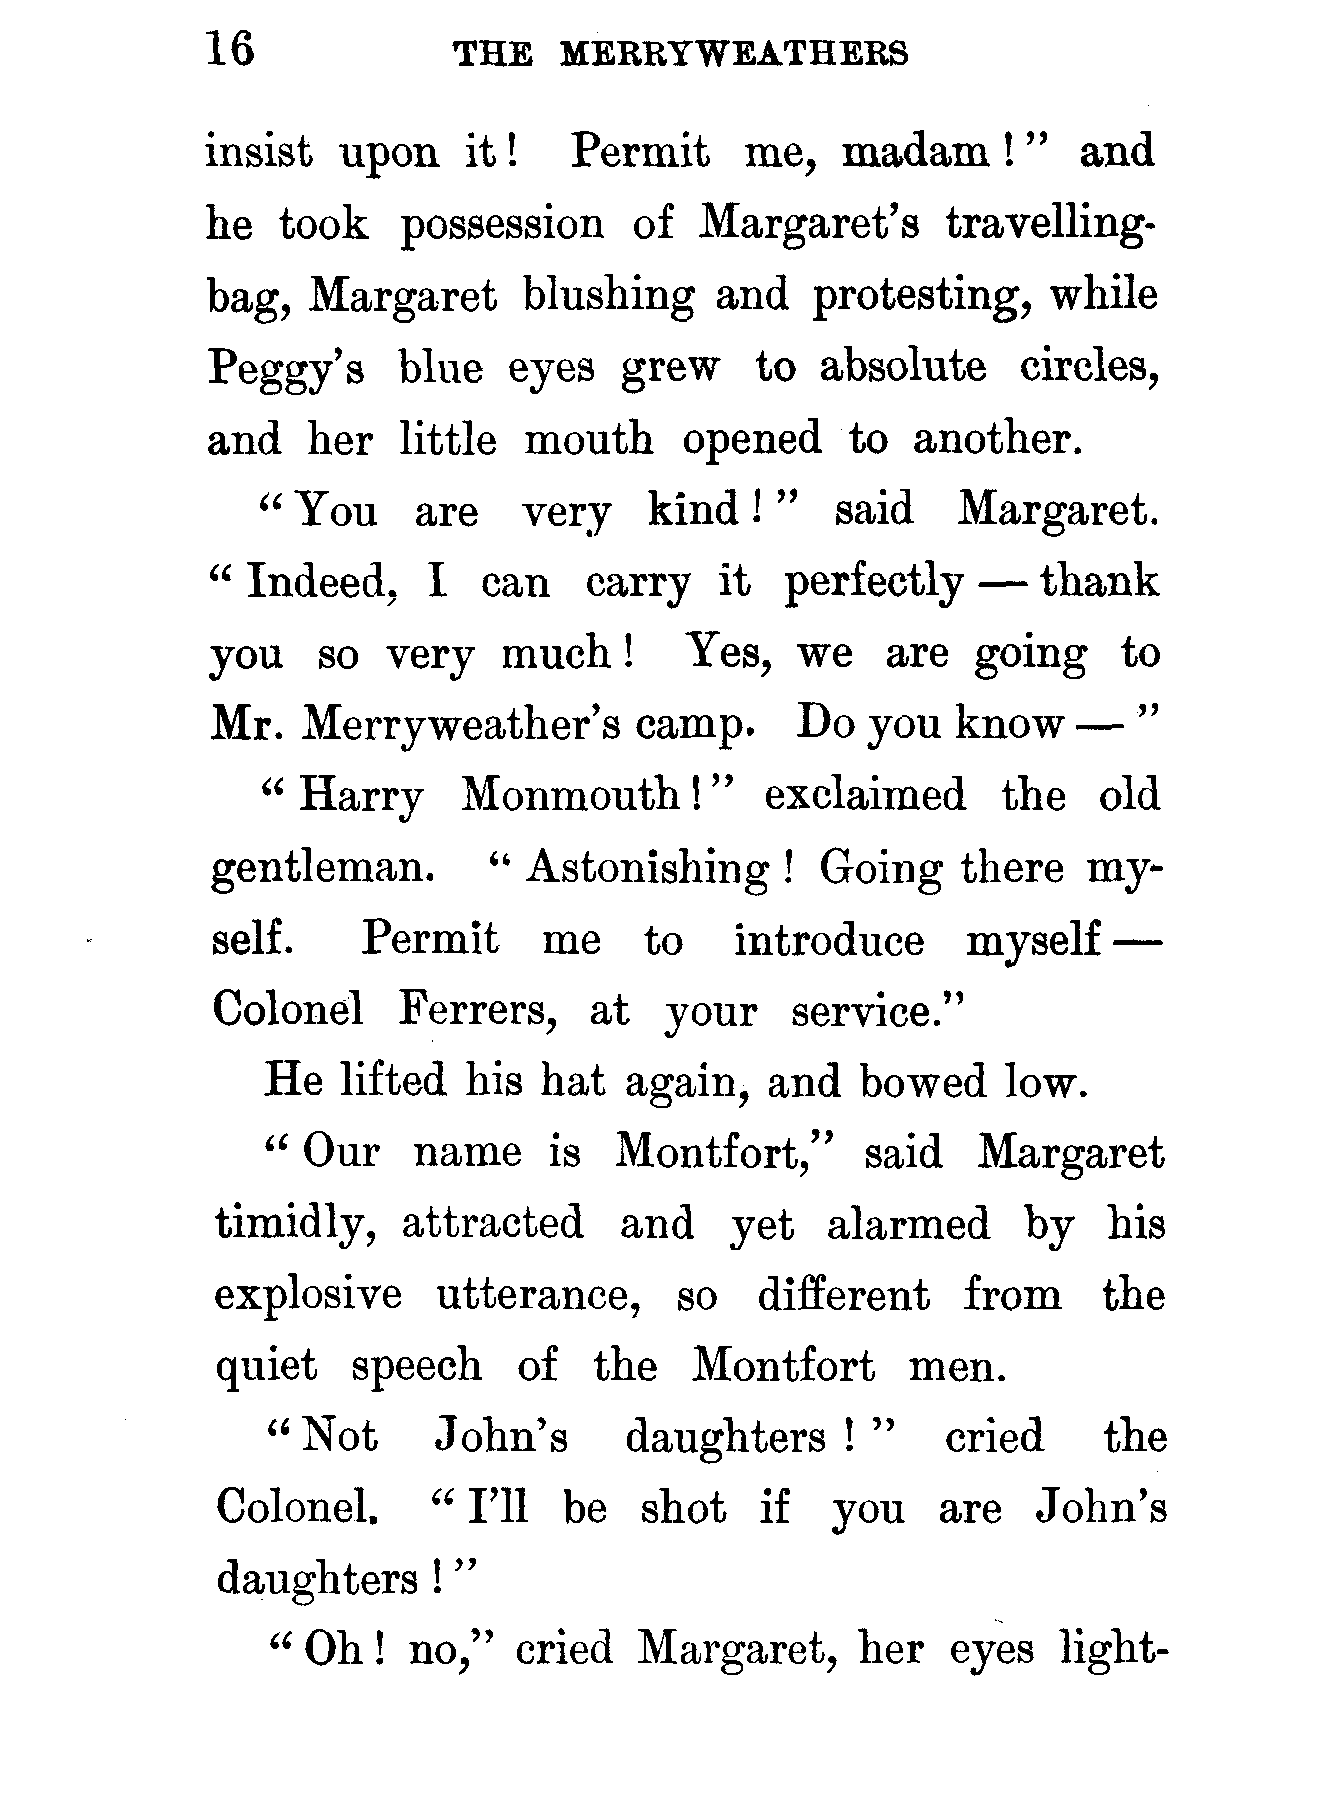 16 THE MERRYWEATHERS
insist upon it! Permit me, madam!" and
he took possession of Margaret's travelling-
bag, Margaret blushing and protesting, while
Peggy's blue eyes grew to absolute circles,
and her little mouth opened to another.
"You are very kind!" said Margaret.
"Indeed, I can carry it perfectly — thank
you so very much! Yes, we are going to
Mr. Merryweather's camp. Do you know — "
"Harry Monmouth!" exclaimed the old
gentleman. "Astonishing! Going there my-
self. Permit me to introduce myself —
Colonel Ferrers, at your service."
He lifted his hat again, and bowed low.
"Our name is Montfort," said Margaret
timidly, attracted and yet alarmed by his
explosive utterance, so different from the
quiet speech of the Montfort men.
"Not John's daughters!" cried the
Colonel. "I'll be shot if you are John's
daughters!"
"Oh! no," cried Margaret, her eyes light-